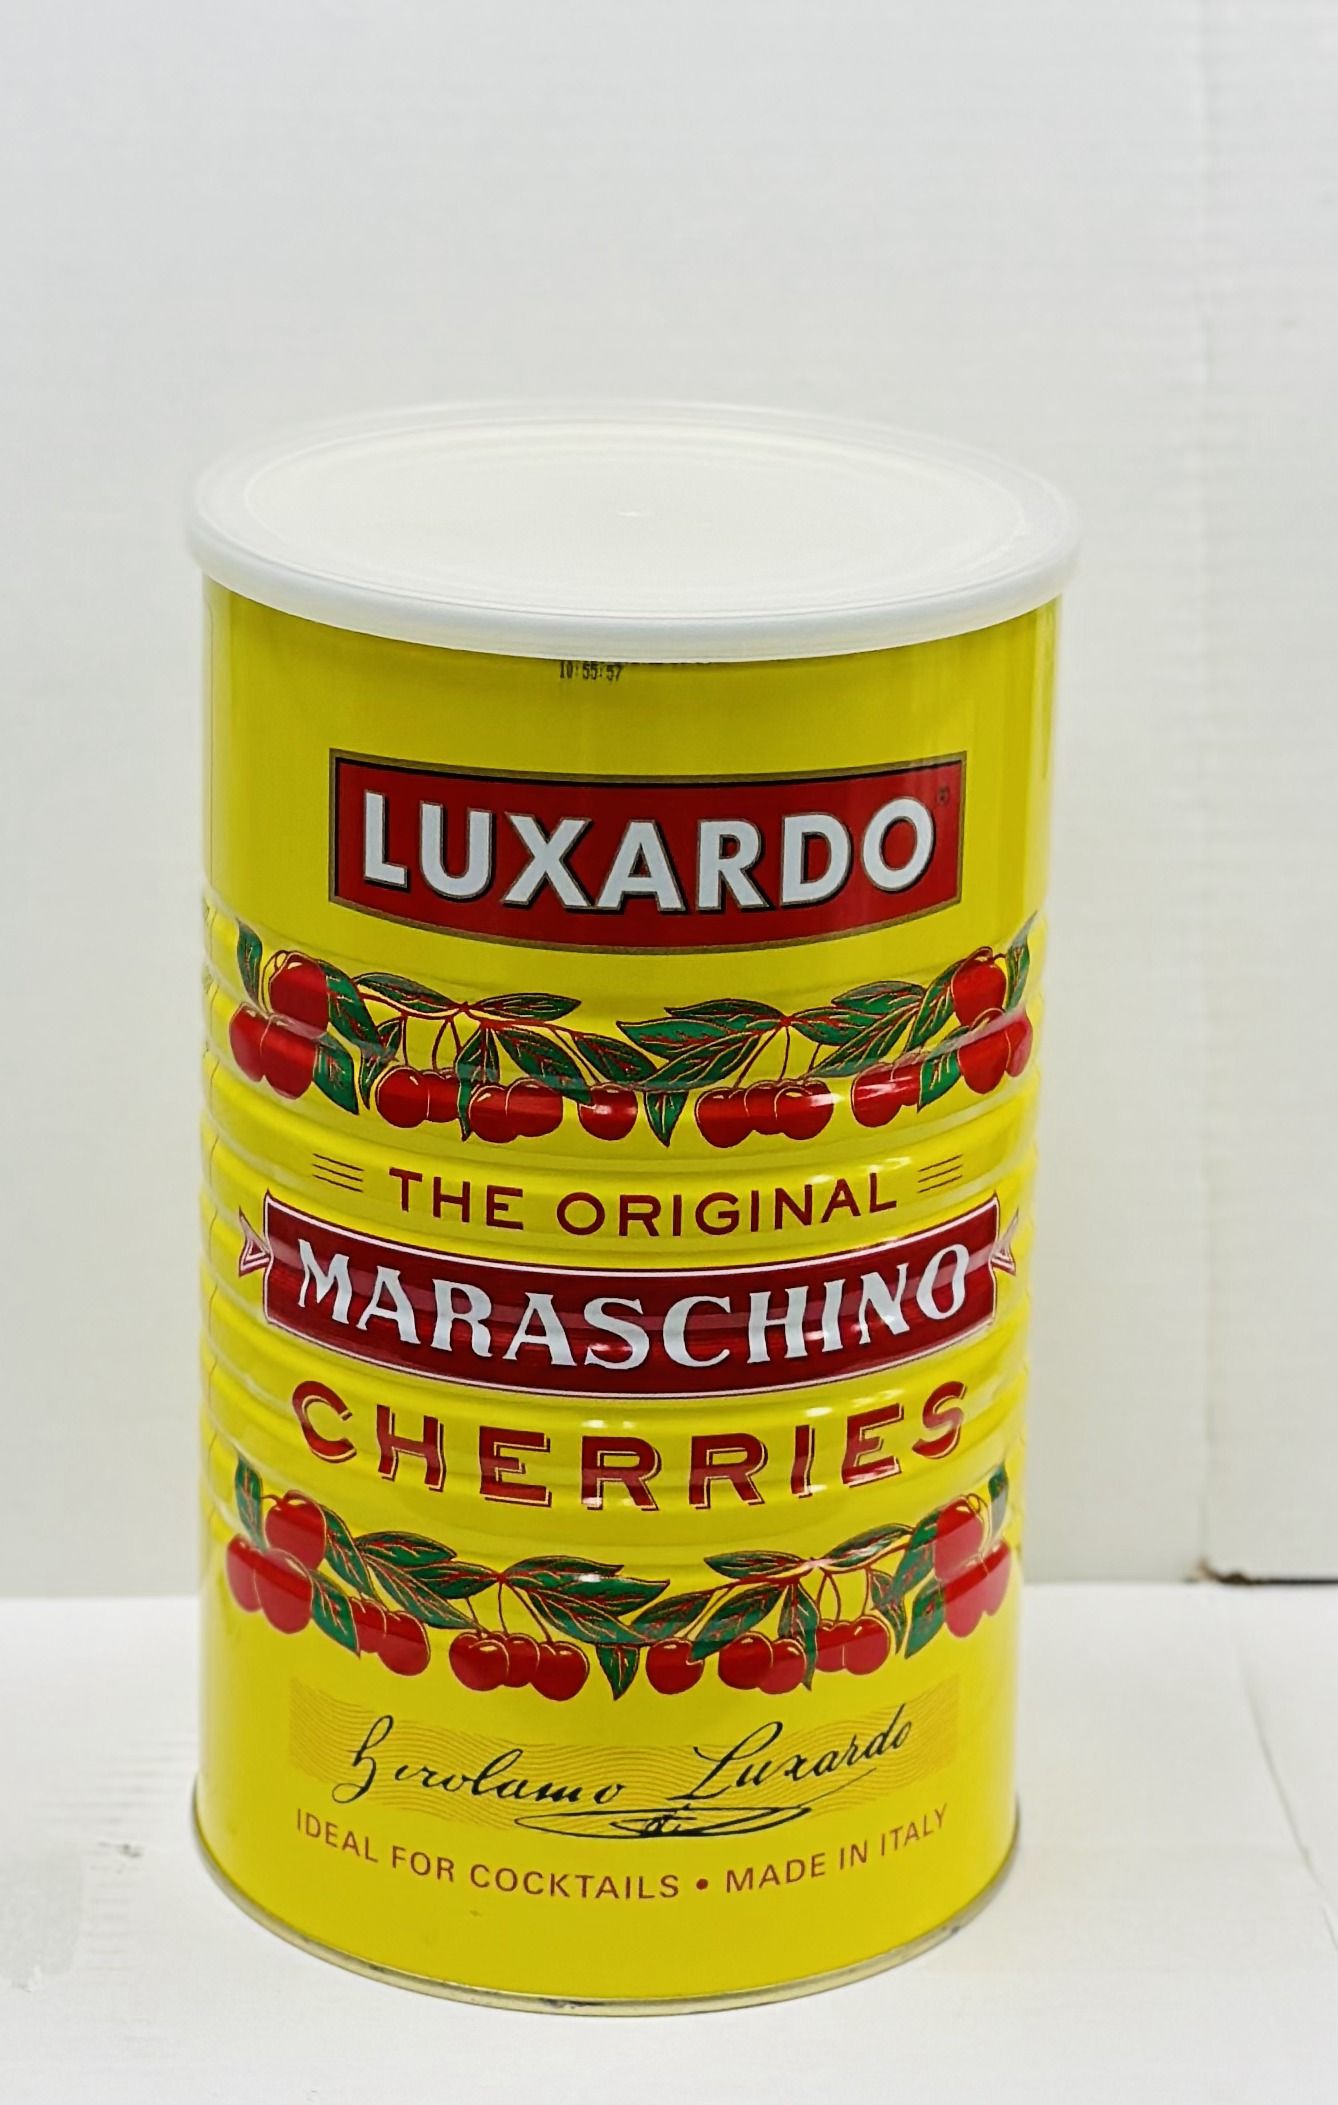 10:55:57
LUXARDO
THE ORIGINAL
MARASCHINO
CHERRIES
Girolamo Luxardo
IDEAL FOR COCKTAILS • MADE IN ITALY